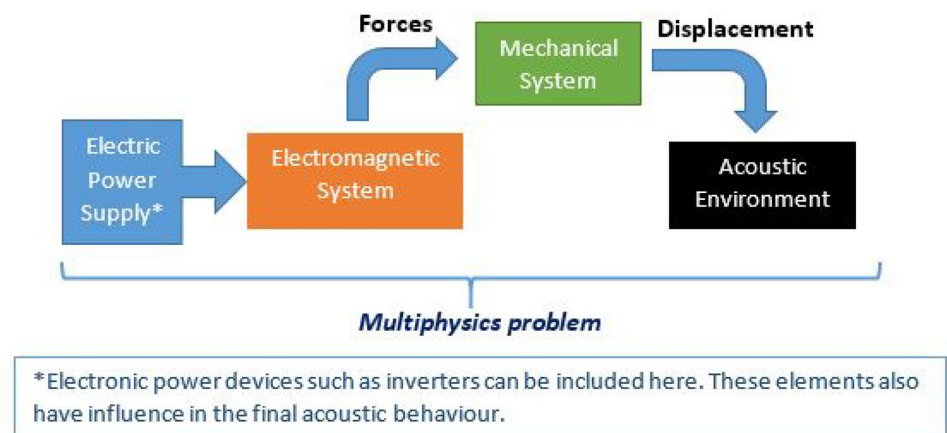 Forces
Mechanical
System
Displacement
Electric
Power
Supply*
Electromagnetic
System
Acoustic
Environment
Multiphysics problem
*Electronic power devices such as inverters can be included here. These elements also
have influence in the final acoustic behaviour.